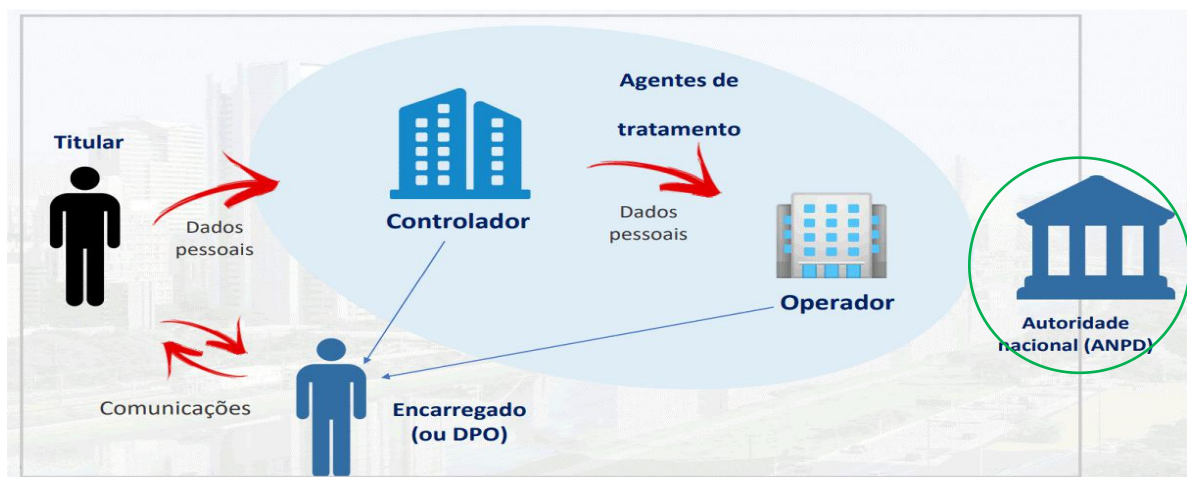 Titular
Dados
pessoais
Controlador
Agentes de
tratamento
Dados
pessoais
Operador
Autoridade
nacional (ANPD)
Comunicações
Encarregado
(ou DPO)